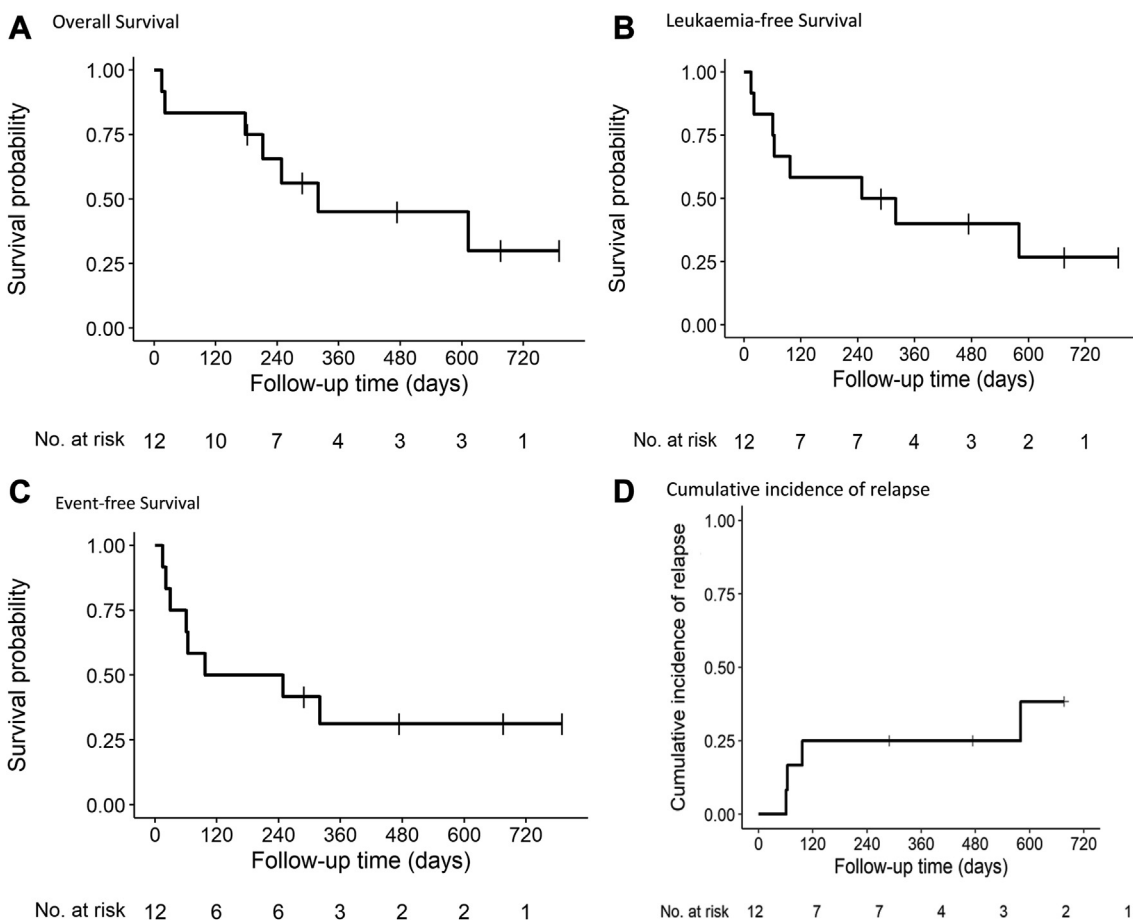 A Overall Survival
Survival probability
1.00
0.75
0.50
0.25
0.00
0 120 240 360 480 600 720
Follow-up time (days)
No. at risk 12 10 7 4 3 3 1
B Leukaemia-free Survival
Survival probability
1.00
0.75
0.50
0.25
0.00
0 120 240 360 480 600 720
Follow-up time (days)
No. at risk 12 7 7 4 3 2 1
C Event-free Survival
Survival probability
1.00
0.75
0.50
0.25
0.00
0 120 240 360 480 600 720
Follow-up time (days)
No. at risk 12 6 6 3 2 2 1
D Cumulative incidence of relapse
Cumulative incidence of relapse
1.00
0.75
0.50
0.25
0.00
0 120 240 360 480 600 720
Follow-up time (days)
No. at risk 12 7 7 4 3 2 1